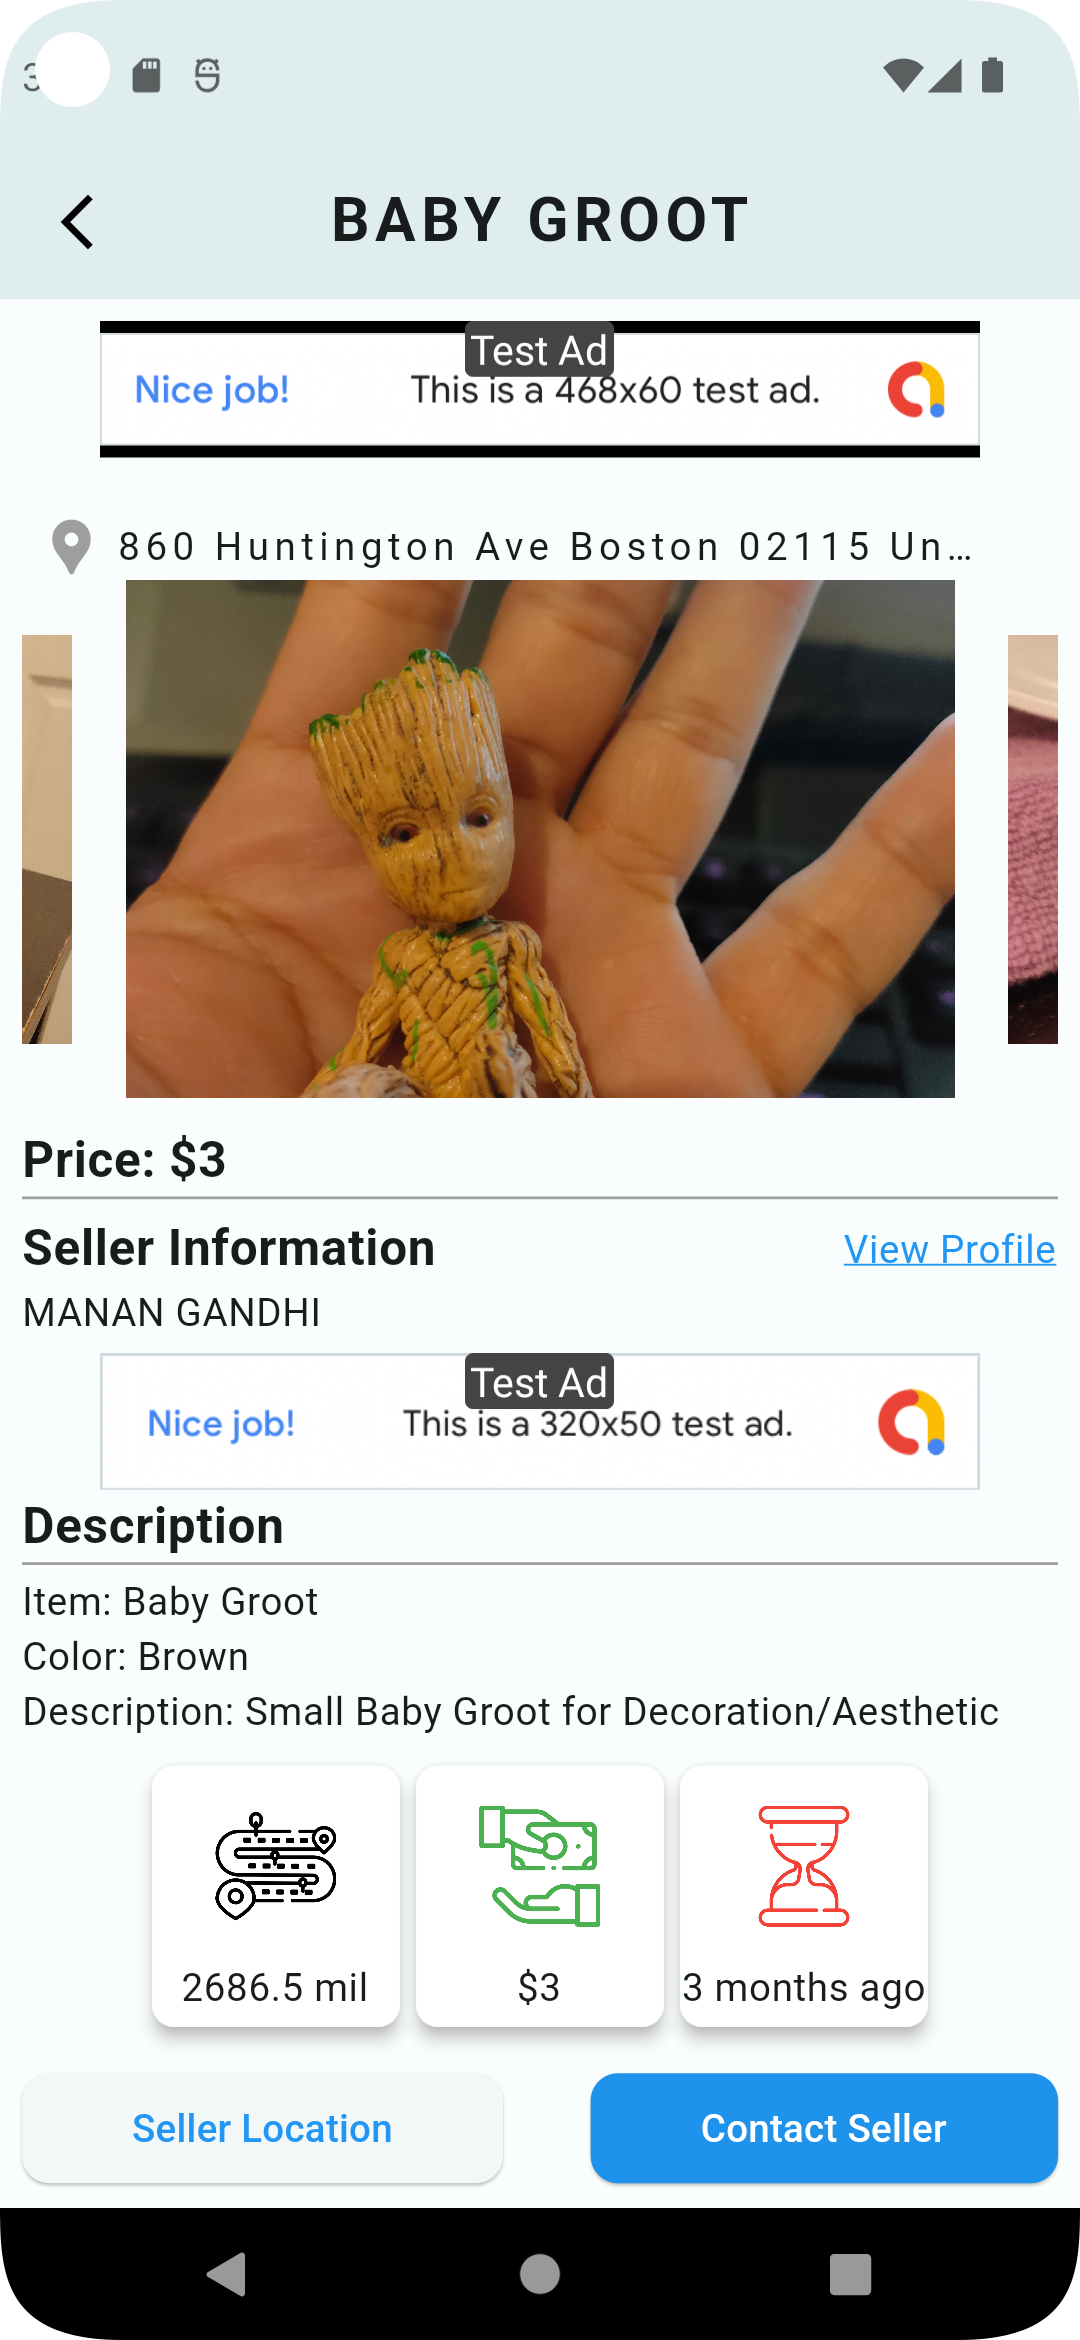 BABY GROOT
Test Ad
Nice job! This is a 468x60 test ad.
860 Huntington Ave Boston 02115 Un...
Price: $3
Seller Information View Profile
MANAN GANDHI
Test Ad
Nice job! This is a 320x50 test ad.
Description
Item: Baby Groot
Color: Brown
Description: Small Baby Groot for Decoration/Aesthetic
2686.5 mil $3 3 months ago
Seller Location Contact Seller